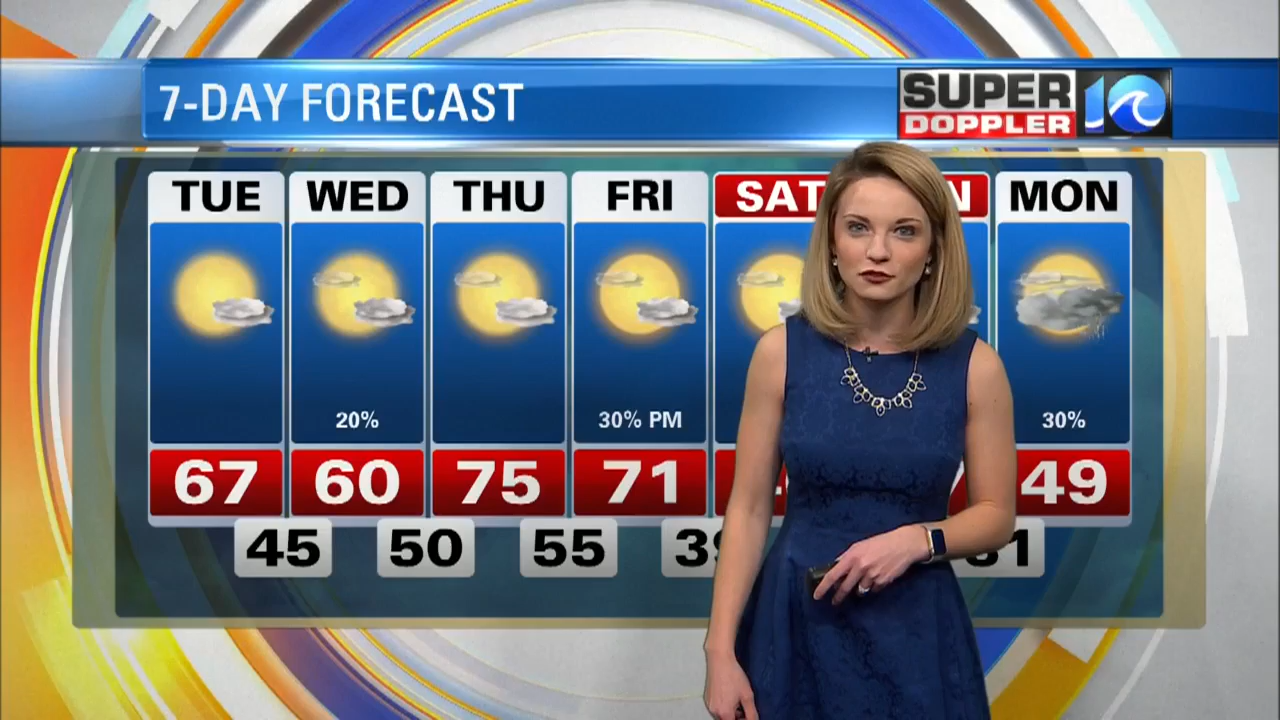 7-DAY FORECAST
SUPER
DOPPLER
10
TUE WED THU FRI SAT MON
20% 30% PM 30%
67 60 75 71 49
45 50 55